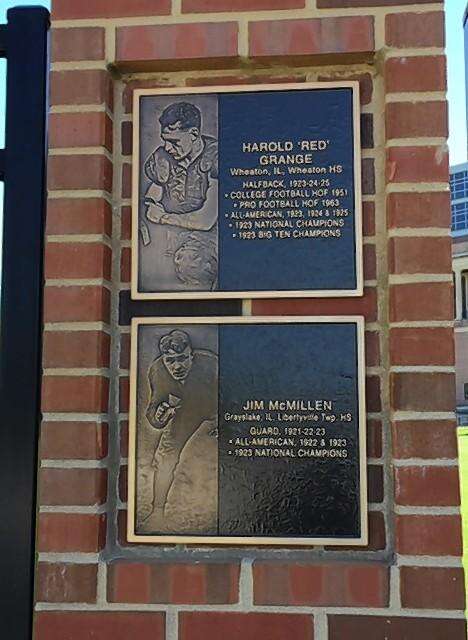 HAROLD 'RED'
GRANGE
Wheaton, IL, Wheaton HS
HALFBACK, 1923-24-25
• COLLEGE FOOTBALL HOF 1951
• PRO FOOTBALL HOF 1963
• ALL-AMERICAN, 1923, 1924 & 1925
• 1923 NATIONAL CHAMPIONS
• 1923 BIG TEN CHAMPIONS
JIM McMILLEN
Grayslake, IL, Libertyville Twp. HS
GUARD, 1921-22-23
• ALL-AMERICAN, 1922 & 1923
• 1923 NATIONAL CHAMPIONS